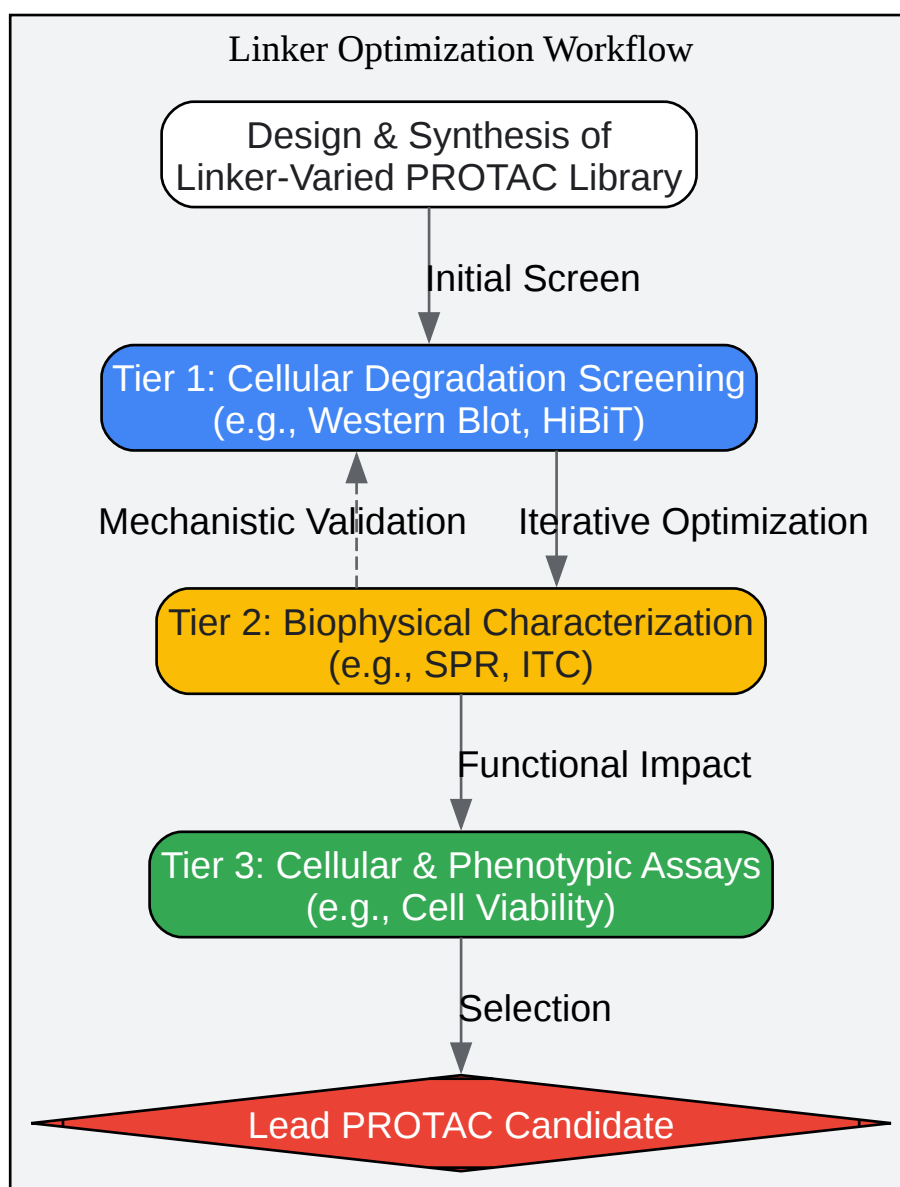 Linker Optimization Workflow
Design & Synthesis of
Linker-Varied PROTAC Library
Initial Screen
Tier 1: Cellular Degradation Screening
(e.g., Western Blot, HiBiT)
Mechanistic Validation
Iterative Optimization
Tier 2: Biophysical Characterization
(e.g., SPR, ITC)
Functional Impact
Tier 3: Cellular & Phenotypic Assays
(e.g., Cell Viability)
Selection
Lead PROTAC Candidate